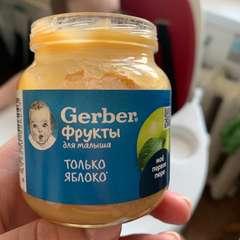 Gerber®
фрукты
для малыша
ТОЛЬКО
ЯБЛОКО*
моё
первое
пюре